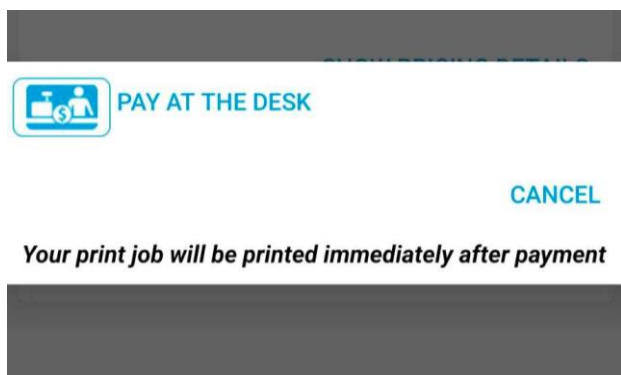 PAY AT THE DESK
CANCEL
Your print job will be printed immediately after payment